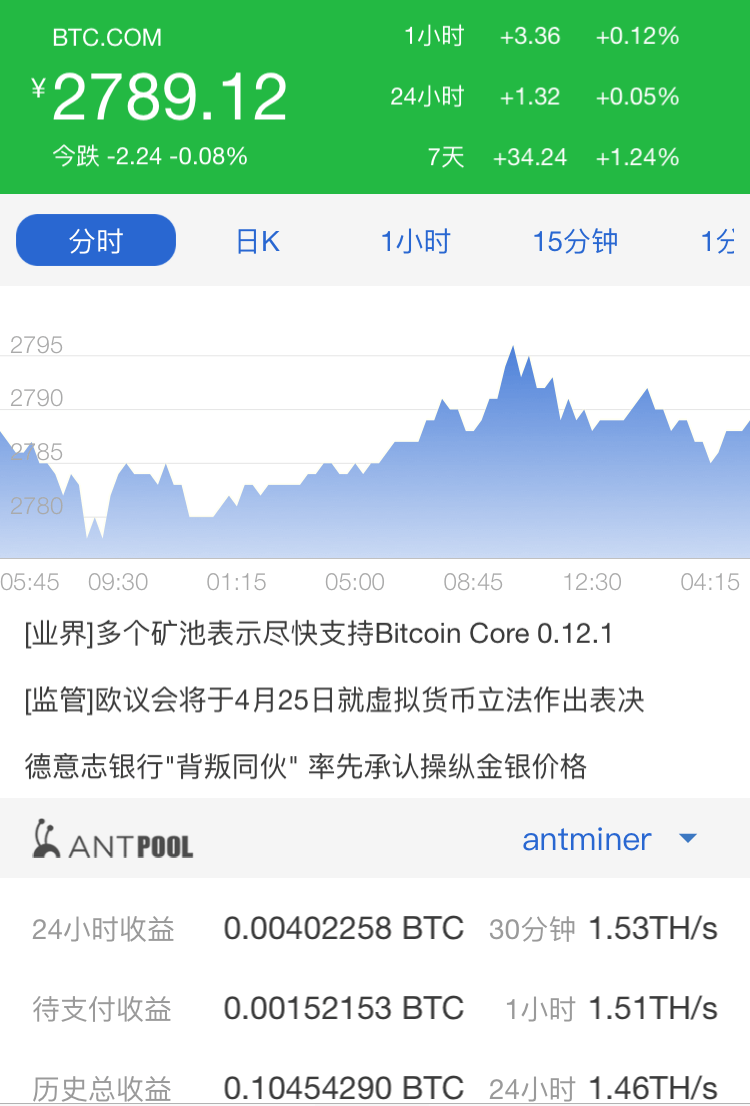 BTC.COM
¥2789.12
今跌 -2.24 -0.08%
1小时 +3.36 +0.12%
24小时 +1.32 +0.05%
7天 +34.24 +1.24%
分时 日K 1小时 15分钟 1分
2795
2790
2785
2780
05:45 09:30 01:15 05:00 08:45 12:30 04:15
[业界]多个矿池表示尽快支持Bitcoin Core 0.12.1
[监管]欧议会将于4月25日就虚拟货币立法作出表决
德意志银行"背叛同伙" 率先承认操纵金银价格
ANTPOOL antminer
24小时收益 0.00402258 BTC 30分钟 1.53TH/s
待支付收益 0.00152153 BTC 1小时 1.51TH/s
历史总收益 0.10454290 BTC 24小时 1.46TH/s